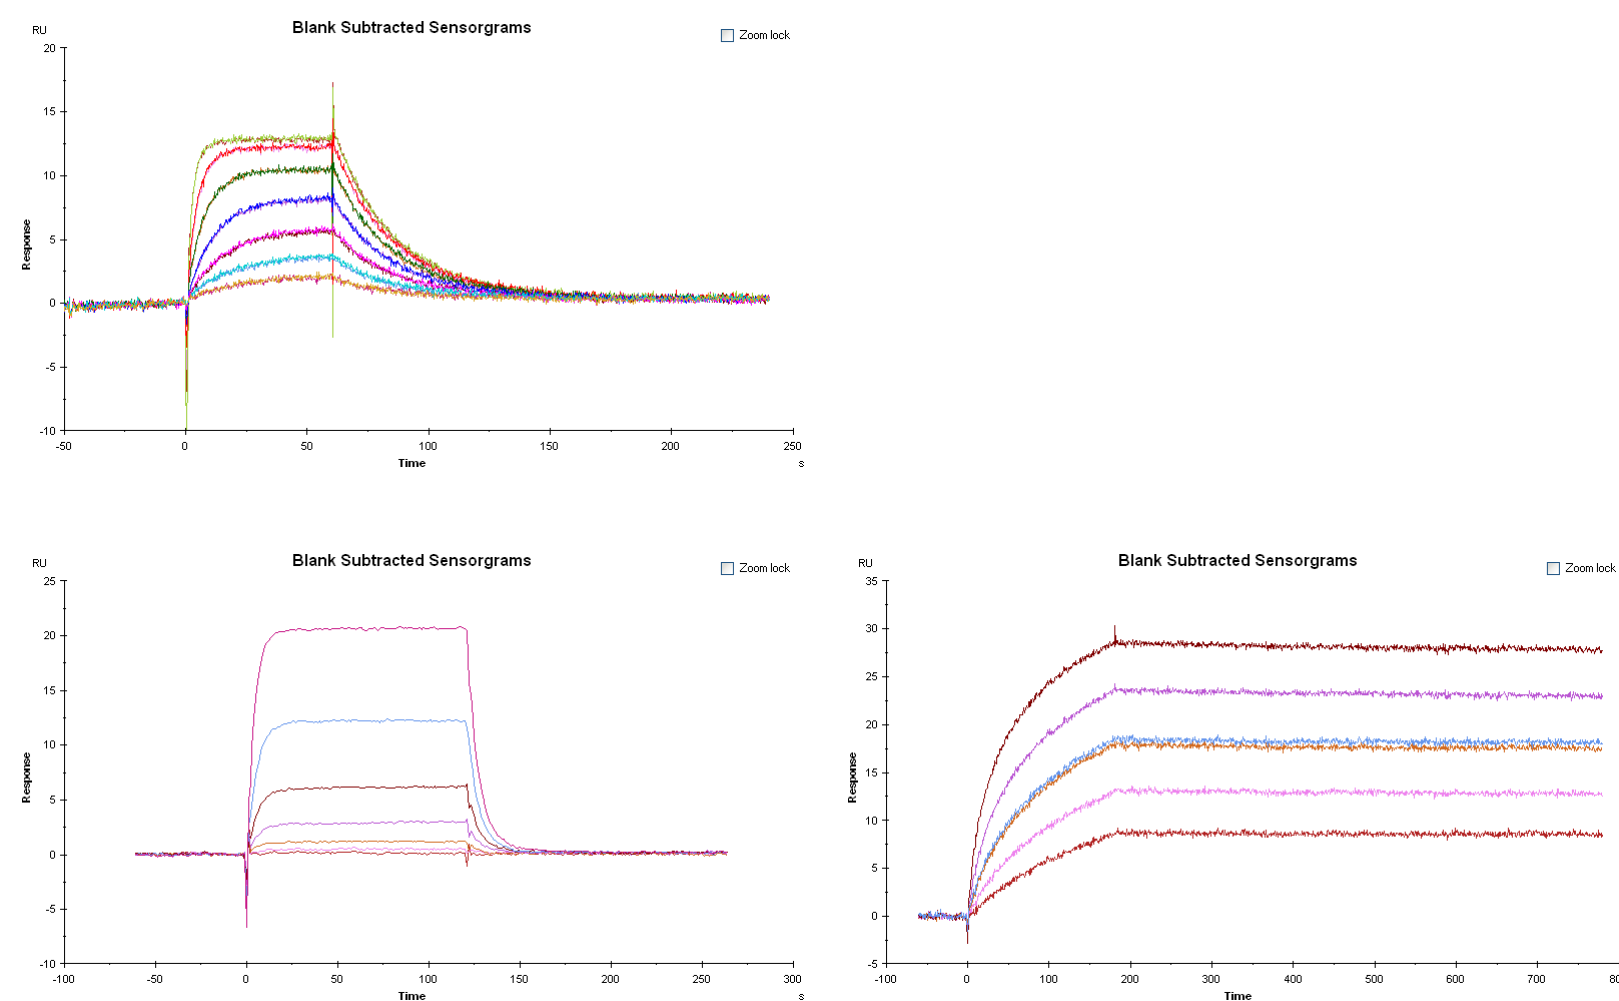 Blank Subtracted Sensorgrams
RU
Zoom lock
20
15
10
5
0
-5
-10
Response
-50 0 50 100 150 200 250
Time
s
Blank Subtracted Sensorgrams
RU
Zoom lock
25
20
15
10
5
0
-5
-10
Response
-100 -50 0 50 100 150 200 250 300
Time
s
Blank Subtracted Sensorgrams
RU
Zoom lock
35
30
25
20
15
10
5
0
-5
Response
-100 0 100 200 300 400 500 600 700
Time